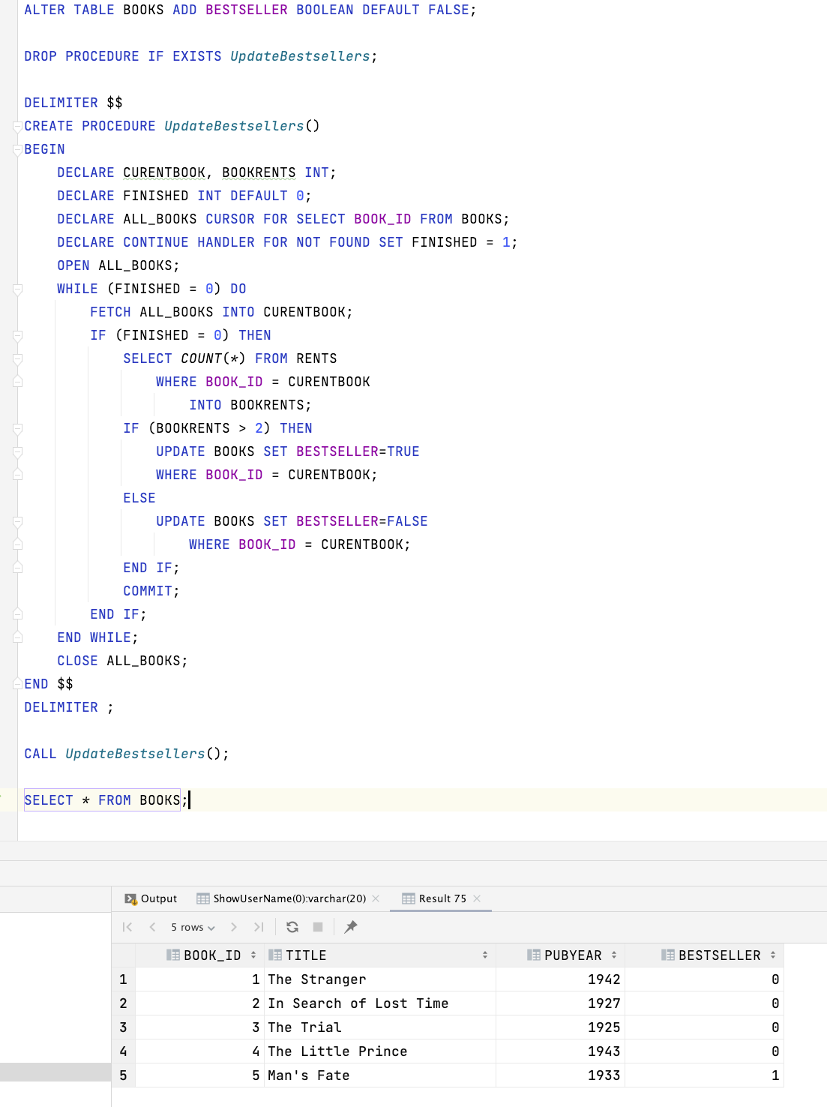 ALTER TABLE BOOKS ADD BESTSELLER BOOLEAN DEFAULT FALSE;
DROP PROCEDURE IF EXISTS UpdateBestsellers;
DELIMITER $$
CREATE PROCEDURE UpdateBestsellers()
BEGIN
DECLARE CURENTBOOK, BOOKRENTS INT;
DECLARE FINISHED INT DEFAULT 0;
DECLARE ALL_BOOKS CURSOR FOR SELECT BOOK_ID FROM BOOKS;
DECLARE CONTINUE HANDLER FOR NOT FOUND SET FINISHED = 1;
OPEN ALL_BOOKS;
WHILE (FINISHED = 0) DO
FETCH ALL_BOOKS INTO CURENTBOOK;
IF (FINISHED = 0) THEN
SELECT COUNT(*) FROM RENTS
WHERE BOOK_ID = CURENTBOOK
INTO BOOKRENTS;
IF (BOOKRENTS > 2) THEN
UPDATE BOOKS SET BESTSELLER=TRUE
WHERE BOOK_ID = CURENTBOOK;
ELSE
UPDATE BOOKS SET BESTSELLER=FALSE
WHERE BOOK_ID = CURENTBOOK;
END IF;
COMMIT;
END IF;
END WHILE;
CLOSE ALL_BOOKS;
END $$
DELIMITER ;
CALL UpdateBestsellers();
SELECT * FROM BOOKS;
Output ShowUserName(0):varchar(20) Result 75
5 rows
BOOK_ID TITLE PUBYEAR BESTSELLER
1 1 The Stranger 1942 0
2 2 In Search of Lost Time 1927 0
3 3 The Trial 1925 0
4 4 The Little Prince 1943 0
5 5 Man's Fate 1933 1